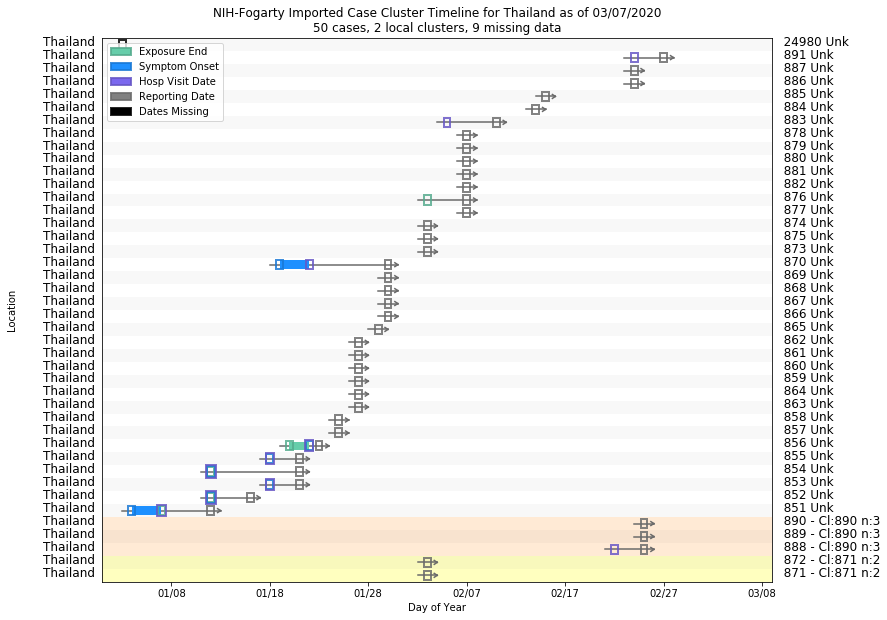 NIH-Fogarty Imported Case Cluster Timeline for Thailand as of 03/07/2020
50 cases, 2 local clusters, 9 missing data
Exposure End
Symptom Onset
Hosp Visit Date
Reporting Date
Dates Missing
Location
Thailand 24980 Unk
Thailand 891 Unk
Thailand 887 Unk
Thailand 886 Unk
Thailand 885 Unk
Thailand 884 Unk
Thailand 883 Unk
Thailand 878 Unk
Thailand 879 Unk
Thailand 880 Unk
Thailand 881 Unk
Thailand 882 Unk
Thailand 876 Unk
Thailand 877 Unk
Thailand 874 Unk
Thailand 875 Unk
Thailand 873 Unk
Thailand 870 Unk
Thailand 869 Unk
Thailand 868 Unk
Thailand 867 Unk
Thailand 866 Unk
Thailand 865 Unk
Thailand 862 Unk
Thailand 861 Unk
Thailand 860 Unk
Thailand 859 Unk
Thailand 864 Unk
Thailand 863 Unk
Thailand 858 Unk
Thailand 857 Unk
Thailand 856 Unk
Thailand 855 Unk
Thailand 854 Unk
Thailand 853 Unk
Thailand 852 Unk
Thailand 851 Unk
Thailand 890 - Cl:890 n:3
Thailand 889 - Cl:890 n:3
Thailand 888 - Cl:890 n:3
Thailand 872 - Cl:871 n:2
Thailand 871 - Cl:871 n:2
01/08 01/18 01/28 02/07 02/17 02/27 03/08
Day of Year